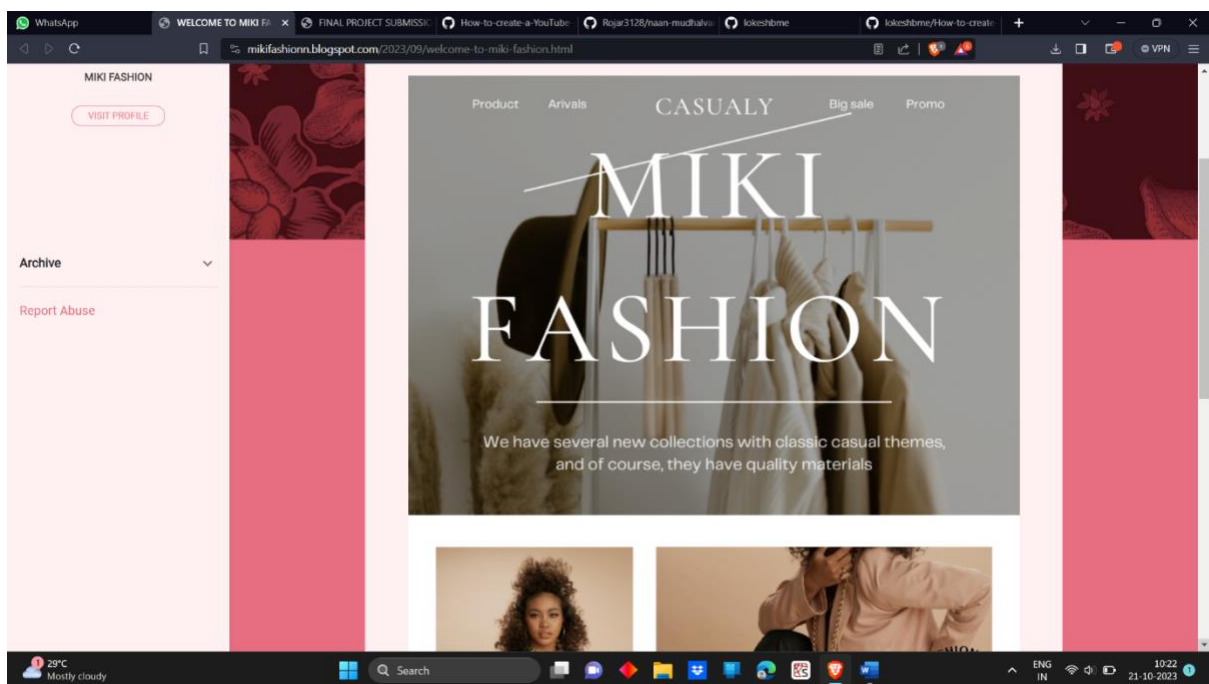 WhatsApp
WELCOME TO MIKI FA
FINAL PROJECT SUBMISSIO
How-to-create-a-YouTube
Rojar3128/naan-mudhalva
lokeshbme
lokeshbme/How-to-create
mikifashionn.blogspot.com/2023/09/welcome-to-miki-fashion.html
VPN
MIKI FASHION
VISIT PROFILE
Archive
Report Abuse
Product Arivals CASUALY Big sale Promo
MIKI
FASHION
We have several new collections with classic casual themes,
and of course, they have quality materials
1
29°C
Mostly cloudy
Search
ENG
IN
10:22
21-10-2023
1